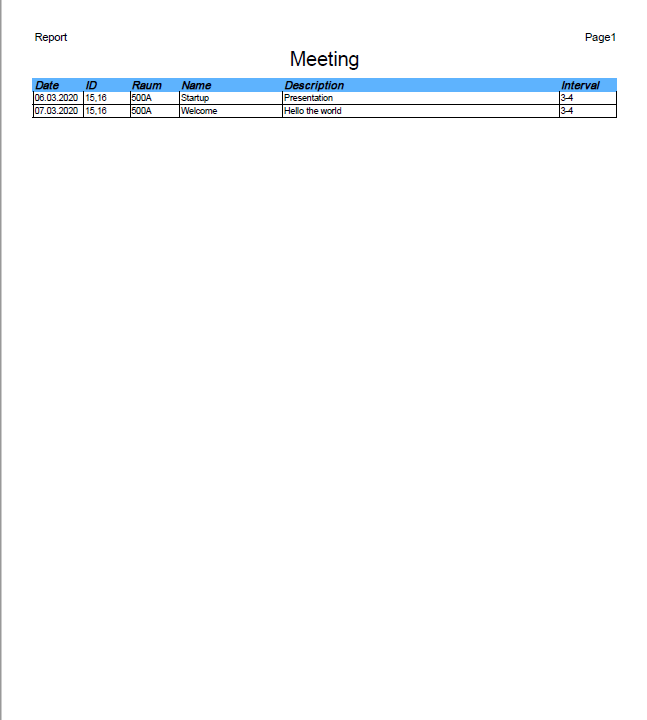 Report Page1
Meeting
Date ID Raum Name Description Interval
06.03.2020 15,16 500A Startup Presentation 3-4
07.03.2020 15,16 500A Welcome Hello the world 3-4